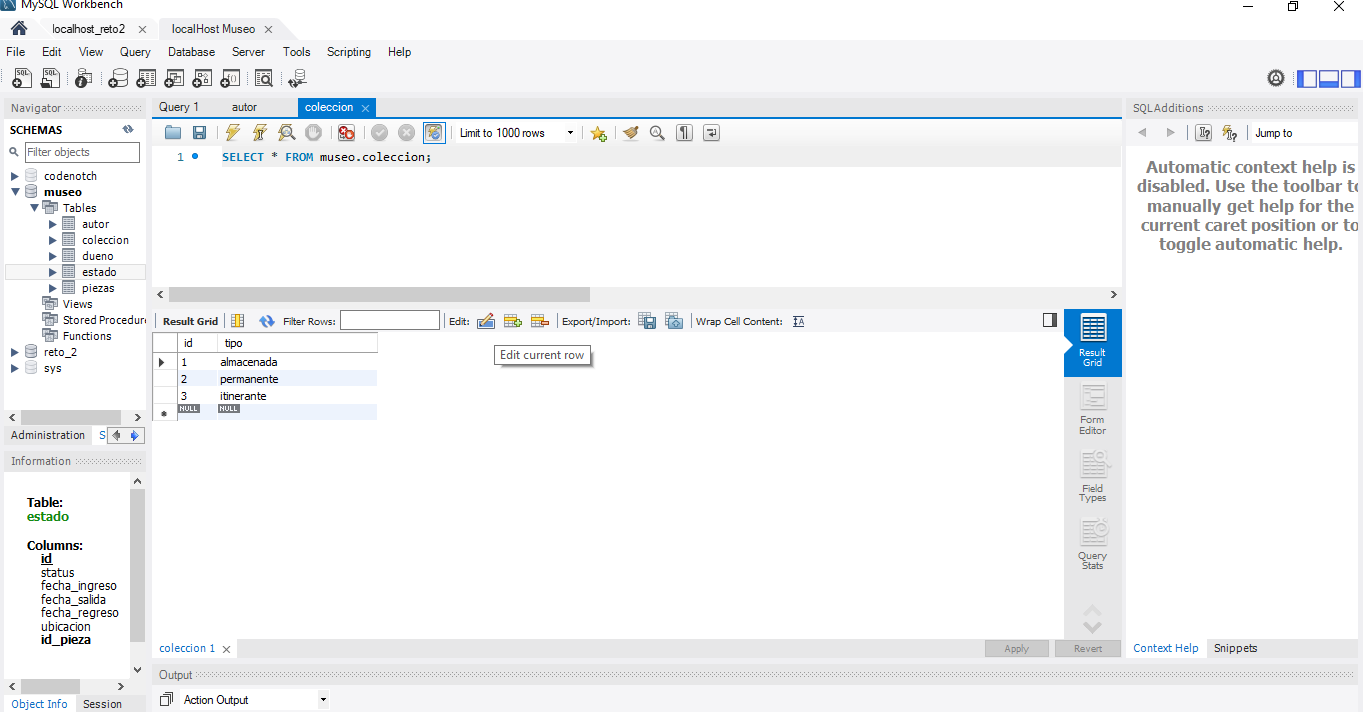 MySQL Workbench
localhost_reto2
localHost Museo
File Edit View Query Database Server Tools Scripting Help
Navigator
SCHEMAS
Filter objects
codenotch
museo
Tables
autor
coleccion
dueno
estado
piezas
Views
Stored Procedure
Functions
reto_2
sys
Administration S
Information
Table:
estado
Columns:
id
status
fecha_ingreso
fecha_salida
fecha_regreso
ubicacion
id_pieza
Object Info Session
Query 1 autor coleccion
Limit to 1000 rows
1 SELECT * FROM museo.coleccion;
Result Grid Filter Rows: Edit: Export/Import: Wrap Cell Content:
Edit current row
id tipo
1 almacenada
2 permanente
3 itinerante
NULL NULL
Result
Grid
Form
Editor
Field
Types
Query
Stats
coleccion 1
Apply Revert
Output
Action Output
SQLAdditions
Jump to
Automatic context help is
disabled. Use the toolbar to
manually get help for the
current caret position or to
toggle automatic help.
Context Help Snippets